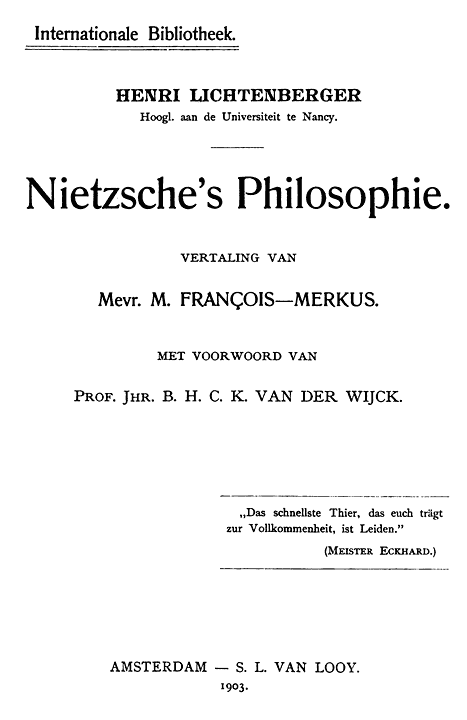 Internationale Bibliotheek.
HENRI LICHTENBERGER
Hoogl. aan de Universiteit te Nancy.
Nietzsche's Philosophie.
VERTALING VAN
Mevr. M. FRANÇOIS—MERKUS.
MET VOORWOORD VAN
PROF. JHR. B. H. C. K. VAN DER WIJCK.
„Das schnellste Thier, das euch trägt
zur Vollkommenheit, ist Leiden.”
(MEISTER ECKHARD.)
AMSTERDAM — S. L. VAN LOOY.
1903.